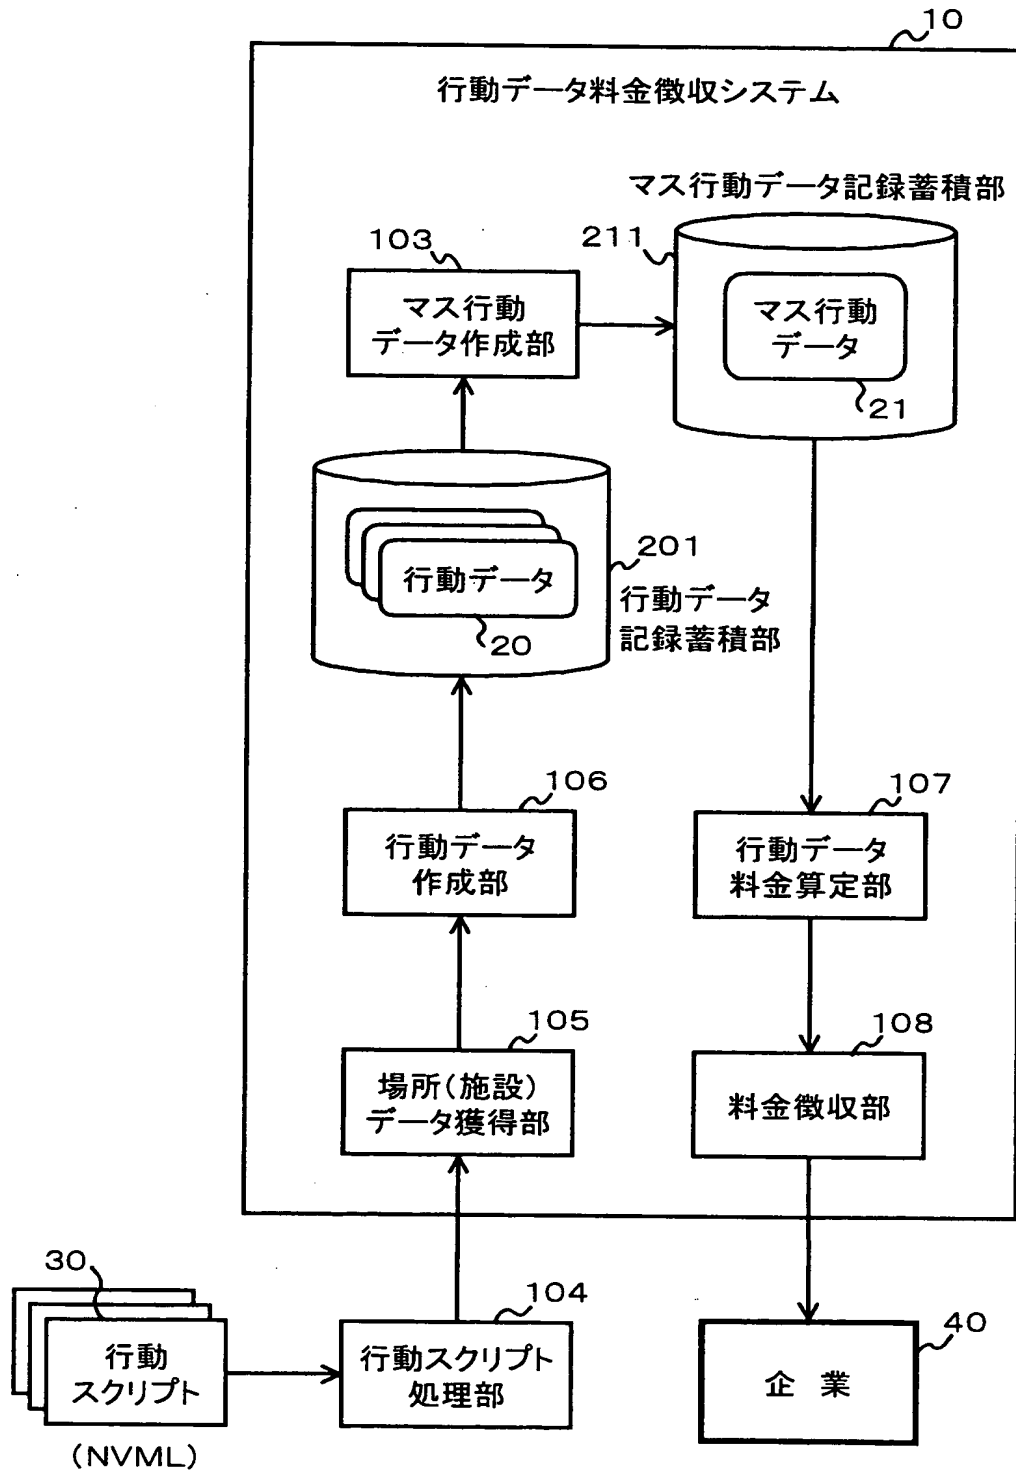 10
行動データ料金徴収システム
マス行動データ記録蓄積部
103
211
マス行動
データ作成部
マス行動
データ
21
201
行動データ
20
行動データ
記録蓄積部
106
107
行動データ
作成部
行動データ
料金算定部
105
108
場所(施設)
データ獲得部
料金徴収部
30
104
40
行動
スクリプト
行動スクリプト
処理部
企 業
(NVML)